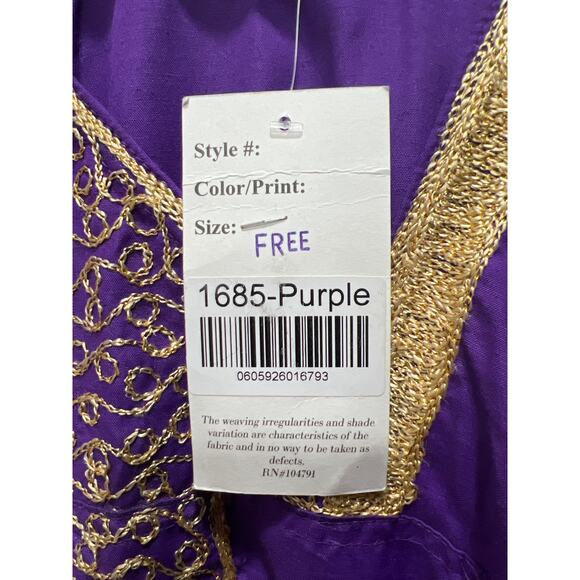 Style #:
Color/Print:
Size:
FREE
1685-Purple
0605926016793
The weaving irregularities and shade
variation are characteristics of the
fabric and in no way to be taken as
defects.
RN#104791